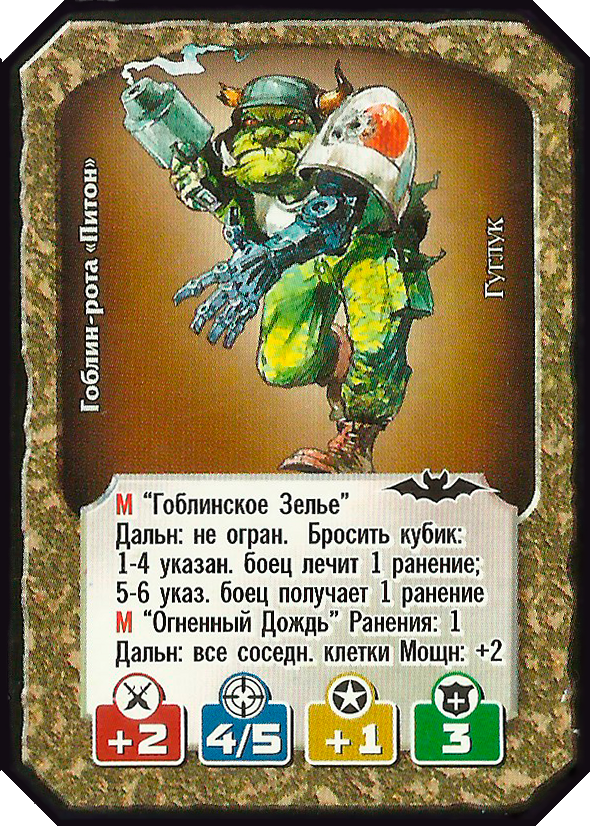 Гоблин-рота «Питон»
Гуглук
М “Гоблинское Зелье”
Дальн: не огран. Бросить кубик:
1-4 указан. боец лечит 1 ранение;
5-6 указ. боец получает 1 ранение
М “Огненный Дождь” Ранения: 1
Дальн: все соседн. клетки Мощн: +2
+2 4/5 +1 3